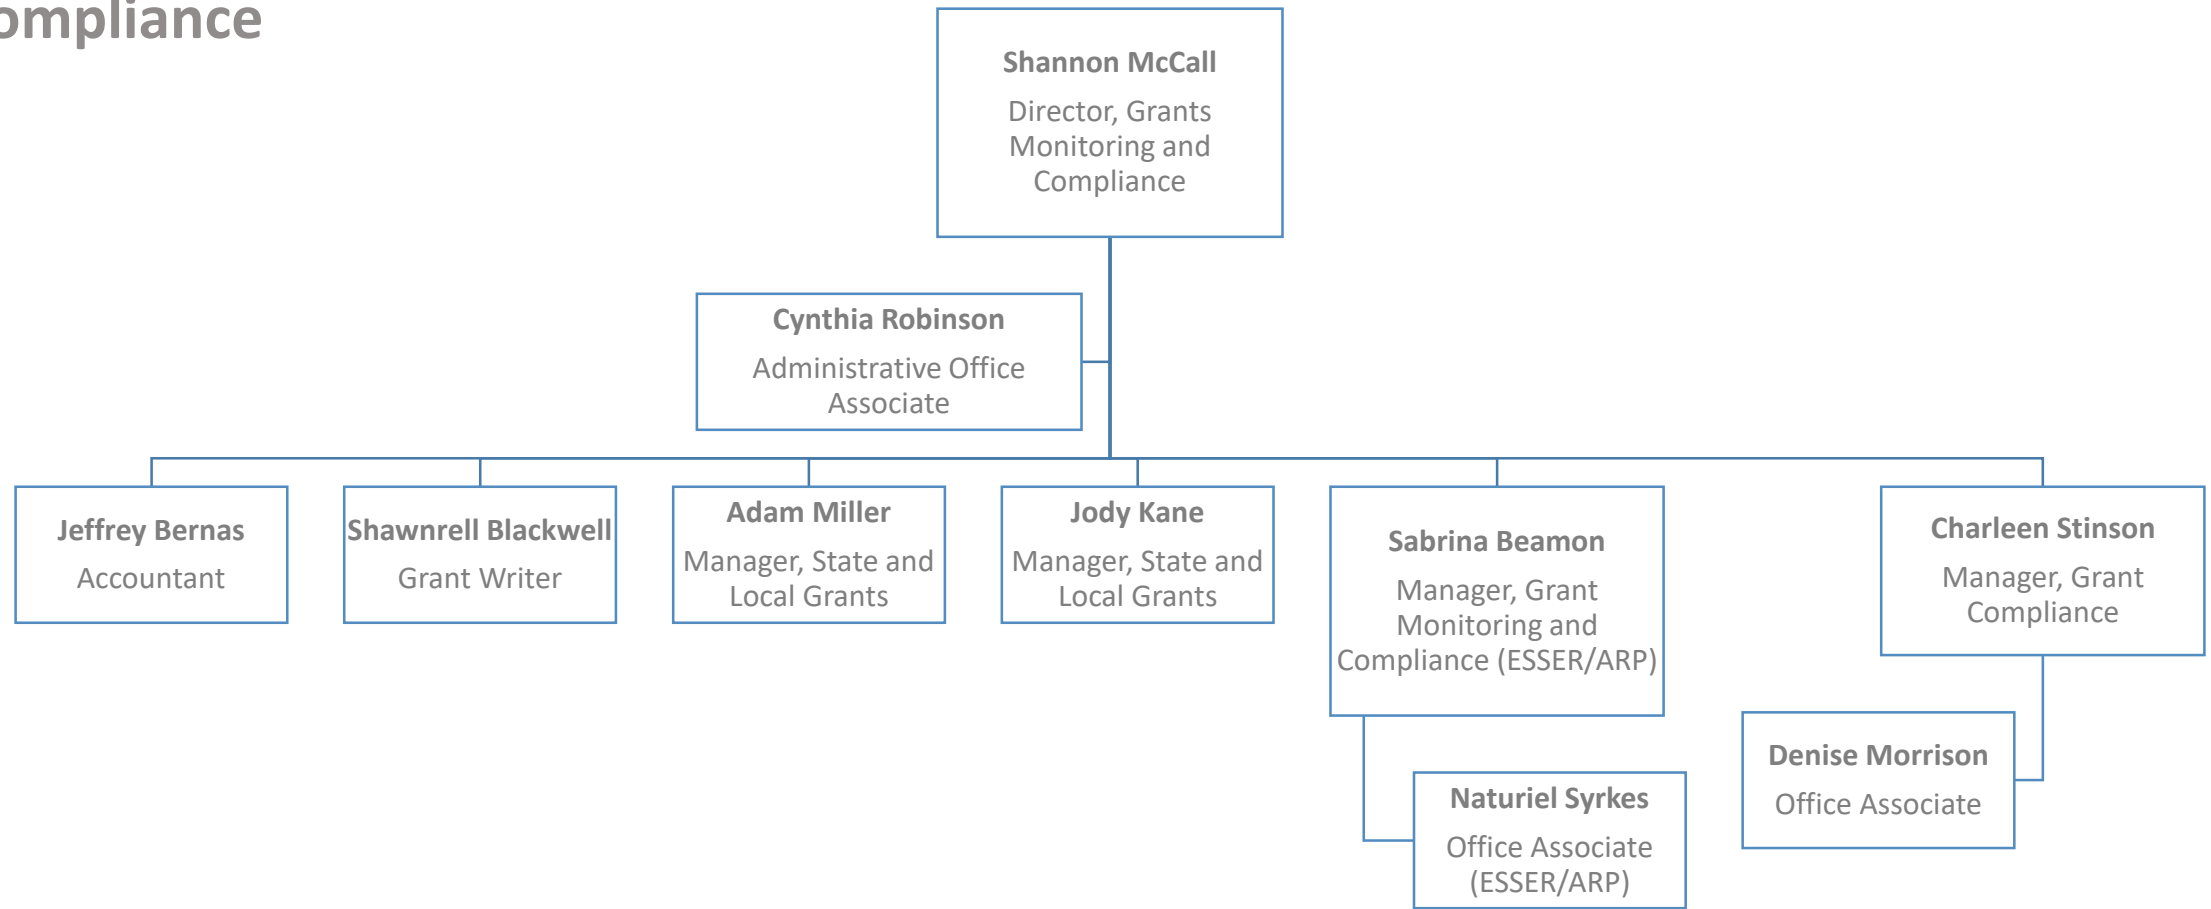 ompliance
Shannon McCall
Director, Grants
Monitoring and
Compliance
Cynthia Robinson
Administrative Office
Associate
Jeffrey Bernas
Accountant
Shawnrell Blackwell
Grant Writer
Adam Miller
Manager, State and
Local Grants
Jody Kane
Manager, State and
Local Grants
Sabrina Beamon
Manager, Grant
Monitoring and
Compliance (ESSER/ARP)
Charleen Stinson
Manager, Grant
Compliance
Naturiel Syrkes
Office Associate
(ESSER/ARP)
Denise Morrison
Office Associate